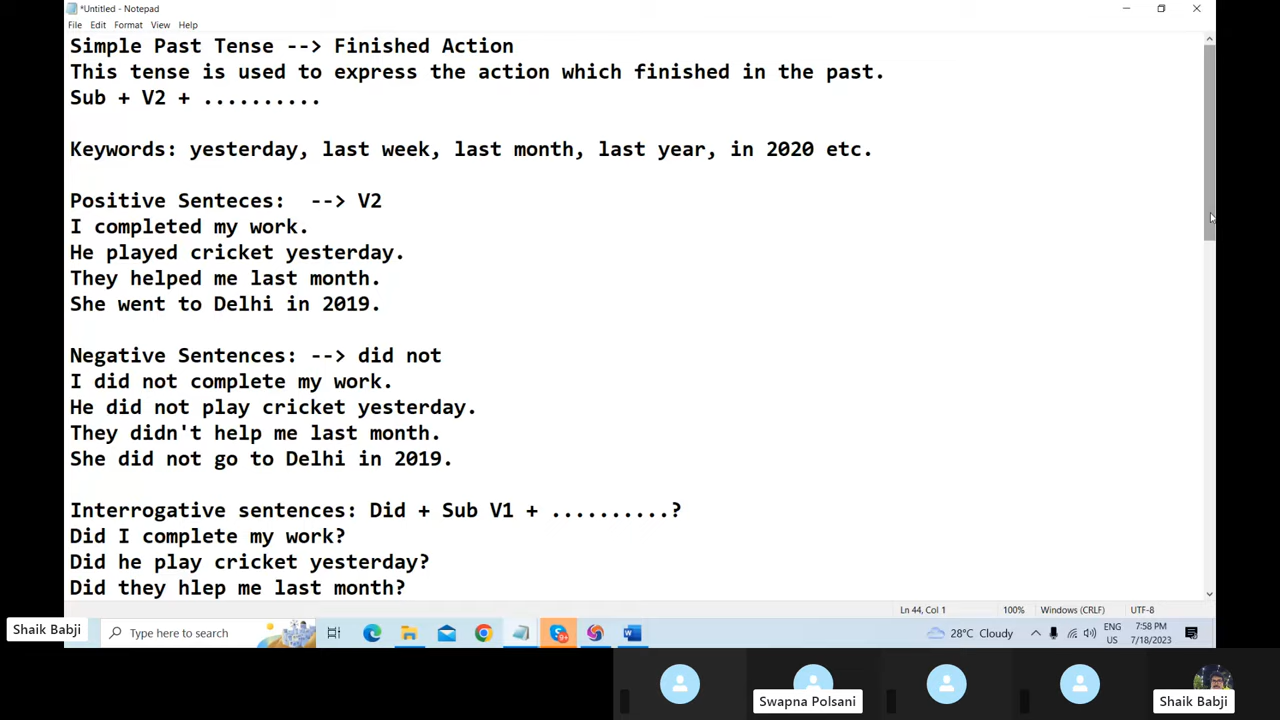 *Untitled - Notepad
File Edit Format View Help
Simple Past Tense --> Finished Action
This tense is used to express the action which finished in the past.
Sub + V2 + ..........
Keywords: yesterday, last week, last month, last year, in 2020 etc.
Positive Senteces:  --> V2
I completed my work.
He played cricket yesterday.
They helped me last month.
She went to Delhi in 2019.
Negative Sentences: --> did not
I did not complete my work.
He did not play cricket yesterday.
They didn't help me last month.
She did not go to Delhi in 2019.
Interrogative sentences: Did + Sub V1 + ..........?
Did I complete my work?
Did he play cricket yesterday?
Did they hlep me last month?
Ln 44, Col 1 100% Windows (CRLF) UTF-8
Shaik Babji
Type here to search
9+
28°C Cloudy
ENG
US
7:58 PM
7/18/2023
Swapna Polsani
Shaik Babji